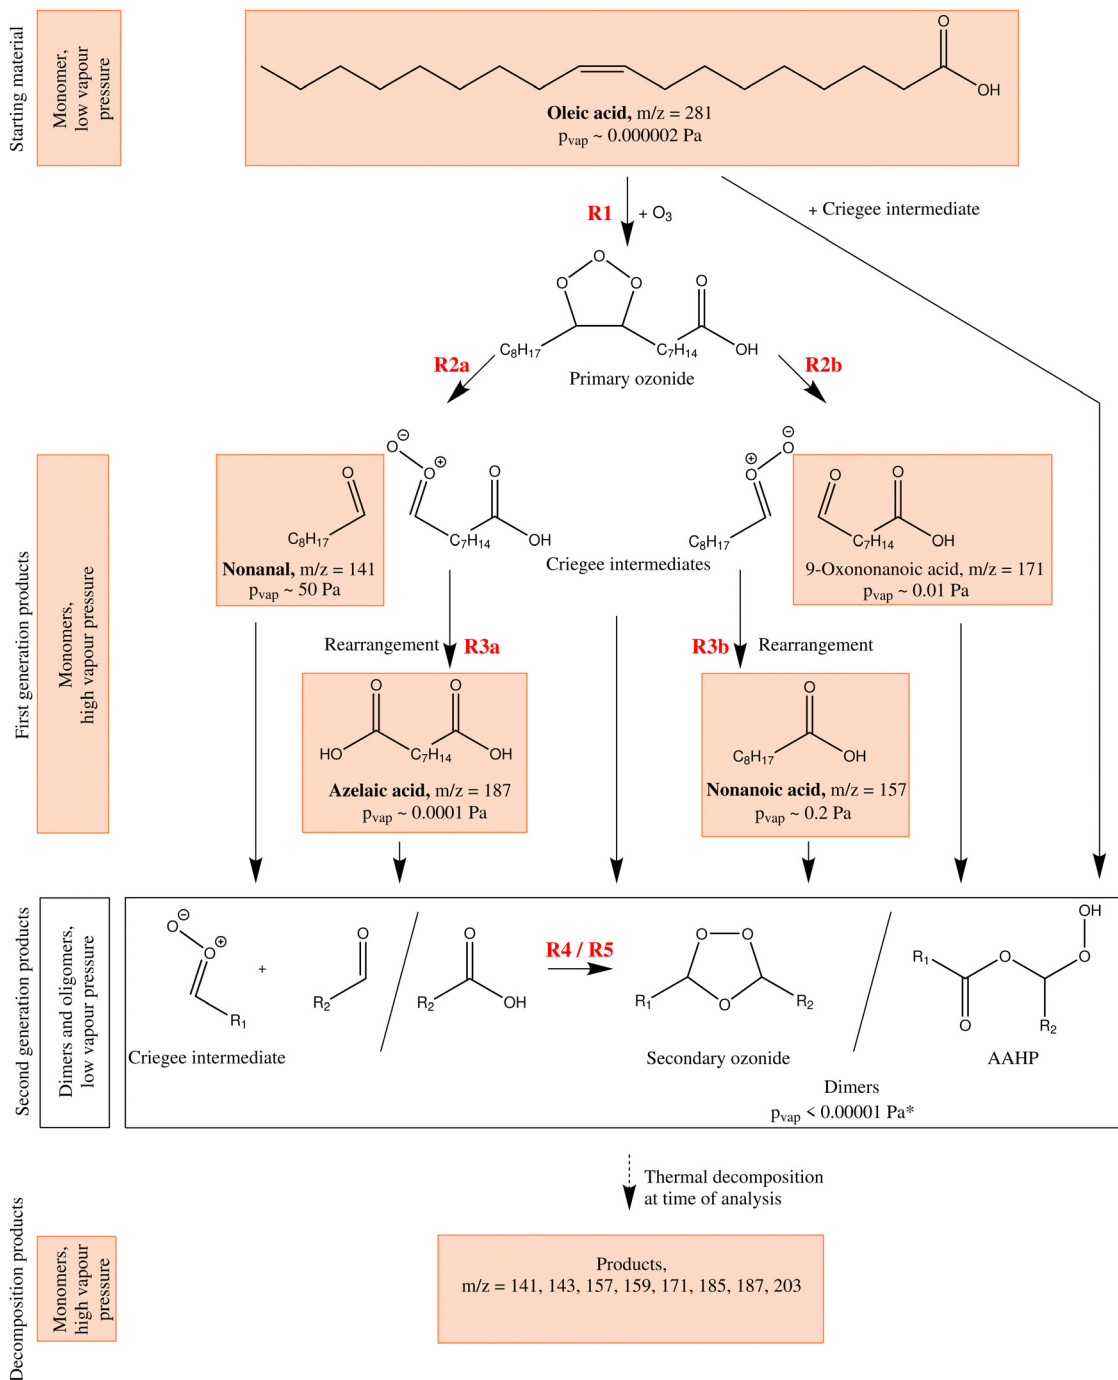 Starting material
Monomer,
low vapour
pressure
O
OH
Oleic acid, m/z = 281
pvap ~ 0.000002 Pa
R1
+ O3
+ Criegee intermediate
O
O
O
O
C8H17
C7H14
OH
R2a
Primary ozonide
R2b
First generation products
Monomers,
high vapour pressure
O
C8H17
Nonanal, m/z = 141
pvap ~ 50 Pa
O
⊖
O
⊕
O
C7H14
OH
Criegee intermediates
O
⊖
O
⊕
C8H17
O
O
C7H14
OH
9-Oxononanoic acid, m/z = 171
pvap ~ 0.01 Pa
Rearrangement
R3a
R3b
Rearrangement
O
O
HO
C7H14
OH
Azelaic acid, m/z = 187
pvap ~ 0.0001 Pa
O
C8H17
OH
Nonanoic acid, m/z = 157
pvap ~ 0.2 Pa
Second generation products
Dimers and oligomers,
low vapour pressure
O
⊖
O
⊕
R1
Criegee intermediate
+
O
R2
O
R2
OH
R4 / R5
O
O
O
R1
R2
Secondary ozonide
OH
O
R1
O
O
R2
AAHP
Dimers
pvap < 0.00001 Pa*
Thermal decomposition
at time of analysis
Decomposition products
Monomers,
high vapour
pressure
Products,
m/z = 141, 143, 157, 159, 171, 185, 187, 203